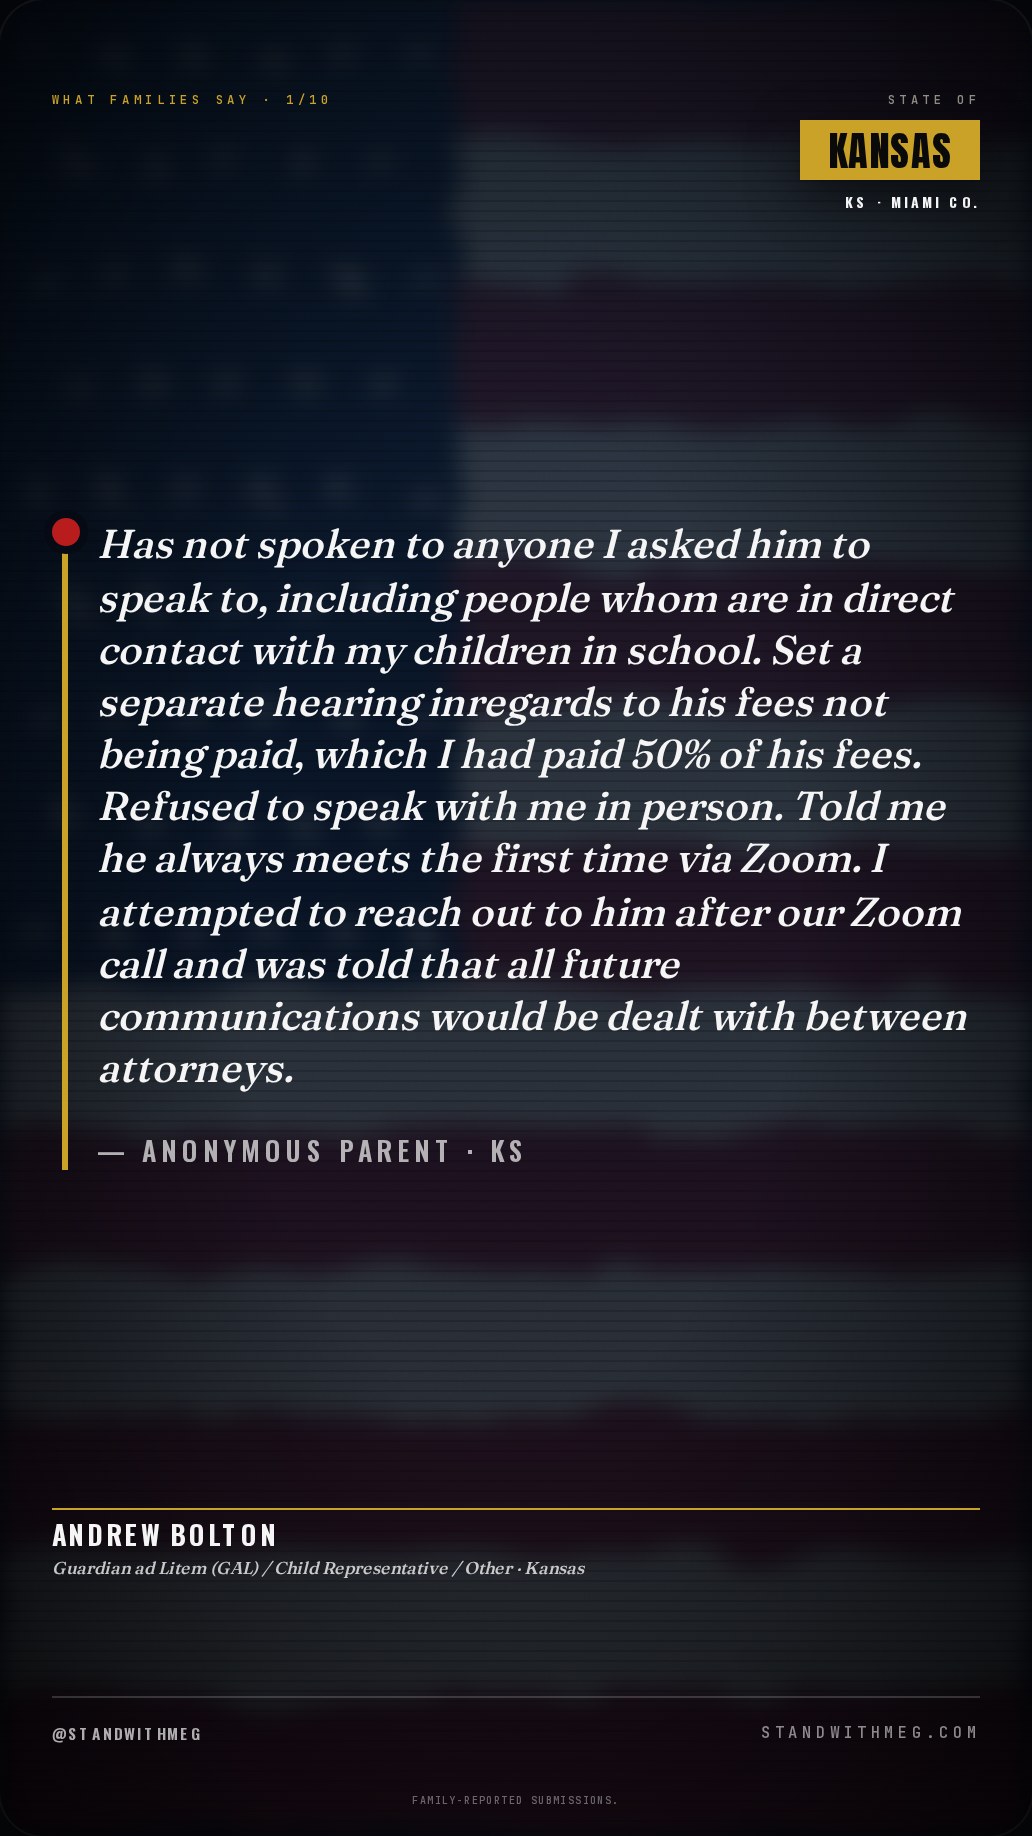 WHAT FAMILIES SAY · 1/10
STATE OF
KANSAS
KS · MIAMI CO.
Has not spoken to anyone I asked him to
speak to, including people whom are in direct
contact with my children in school. Set a
separate hearing inregards to his fees not
being paid, which I had paid 50% of his fees.
Refused to speak with me in person. Told me
he always meets the first time via Zoom. I
attempted to reach out to him after our Zoom
call and was told that all future
communications would be dealt with between
attorneys.
— ANONYMOUS PARENT · KS
ANDREW BOLTON
Guardian ad Litem (GAL) / Child Representative / Other · Kansas
@STANDWITHMEG
STANDWITHMEG.COM
FAMILY-REPORTED SUBMISSIONS.